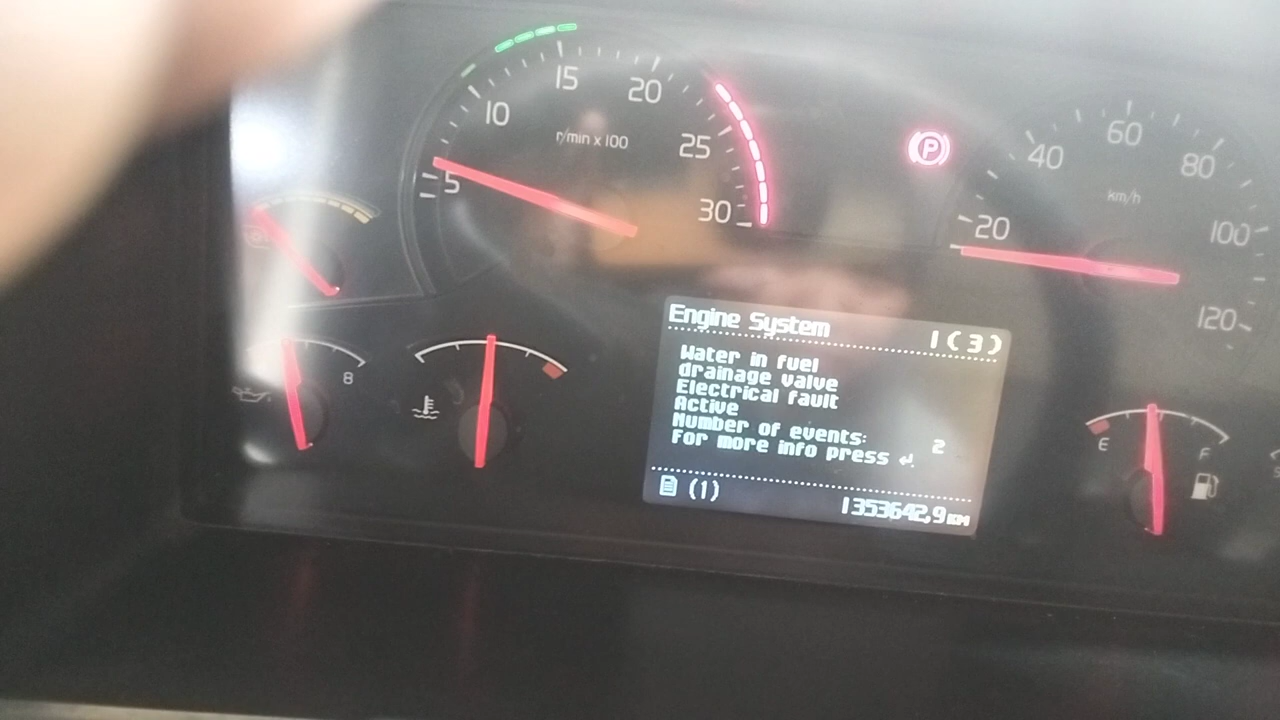 15
20
10
r/min x 100
25
5
30
P
60
40
80
km/h
20
100
120
Engine System 1(3)
Water in fuel
drainage valve
Electrical fault
Active
Number of events: 2
For more info press ↵
(1) 1353642,9KM
8
E
F